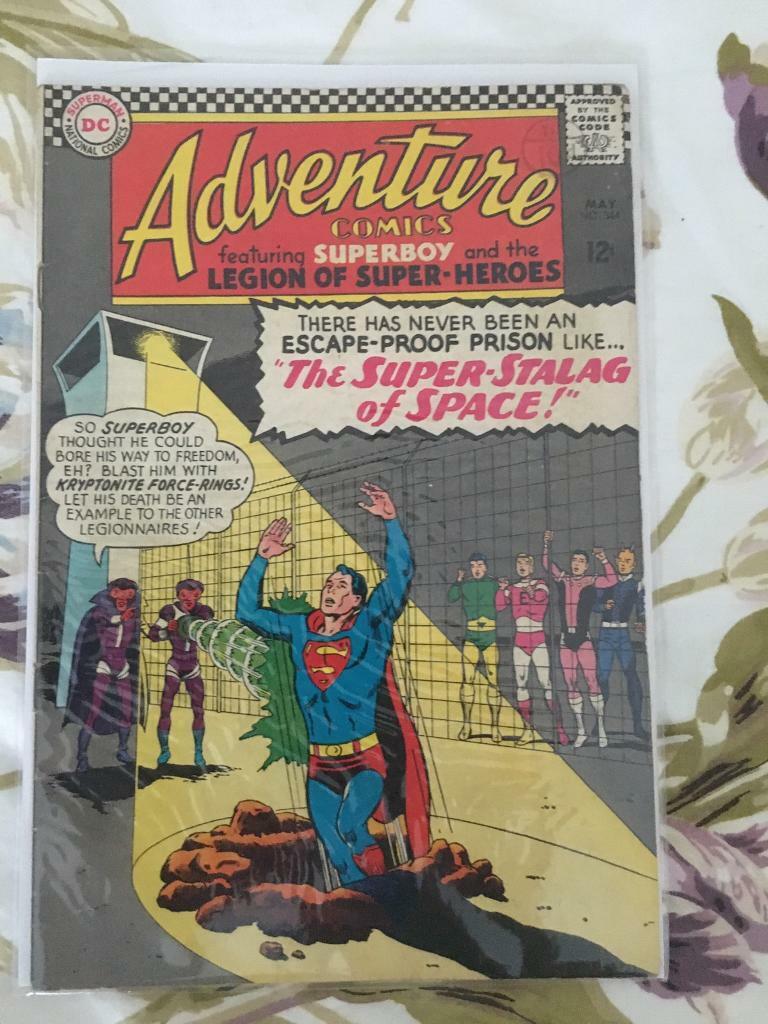 SUPERMAN
DC
NATIONAL COMICS
APPROVED
BY THE
COMICS
CODE
AUTHORITY
Adventure
COMICS
featuring SUPERBOY and the
LEGION OF SUPER-HEROES
MAY
NO. 344
12¢
THERE HAS NEVER BEEN AN
ESCAPE-PROOF PRISON LIKE...
"THE SUPER-STALAG
of SPACE!"
SO SUPERBOY
THOUGHT HE COULD
BORE HIS WAY TO FREEDOM,
EH? BLAST HIM WITH
KRYPTONITE FORCE-RINGS!
LET HIS DEATH BE AN
EXAMPLE TO THE OTHER
LEGIONNAIRES!
S